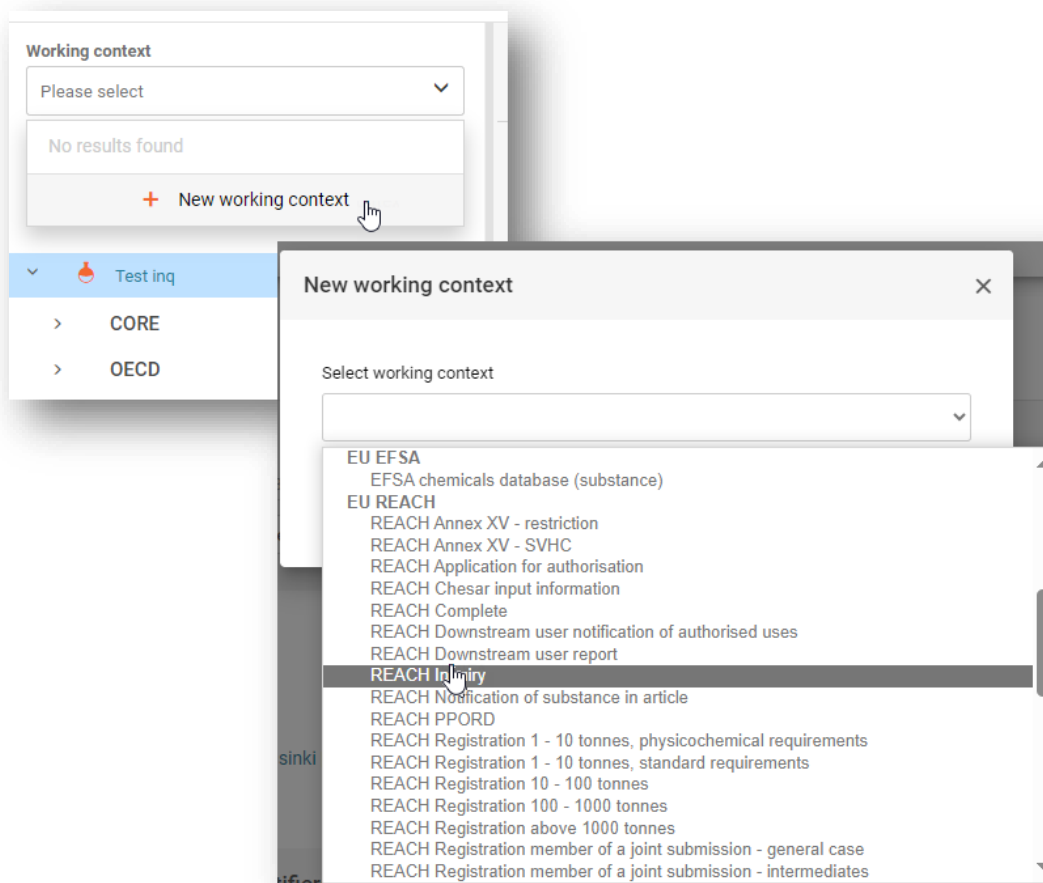 Working context
Please select
No results found
+ New working context
Test inq
CORE
OECD
New working context
Select working context
EU EFSA
EFSA chemicals database (substance)
EU REACH
REACH Annex XV - restriction
REACH Annex XV - SVHC
REACH Application for authorisation
REACH Chesar input information
REACH Complete
REACH Downstream user notification of authorised uses
REACH Downstream user report
REACH Inquiry
REACH Notification of substance in article
REACH PPORD
REACH Registration 1 - 10 tonnes, physicochemical requirements
REACH Registration 1 - 10 tonnes, standard requirements
sinki
REACH Registration 10 - 100 tonnes
REACH Registration 100 - 1000 tonnes
REACH Registration above 1000 tonnes
REACH Registration member of a joint submission - general case
REACH Registration member of a joint submission - intermediates